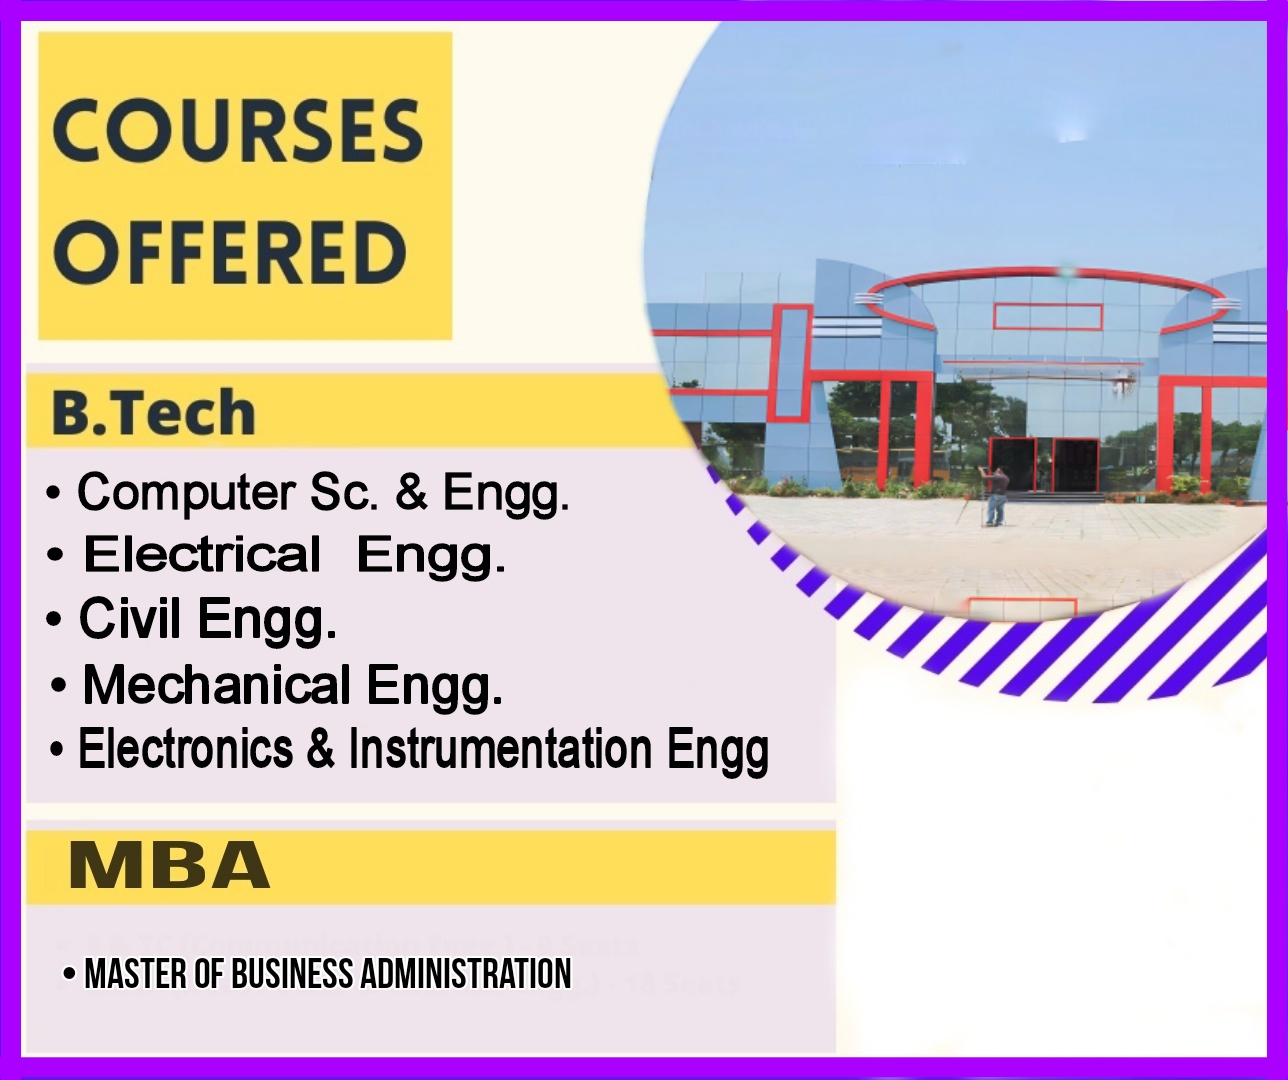 COURSES
OFFERED
B.Tech
• Computer Sc. & Engg.
• Electrical Engg.
• Civil Engg.
• Mechanical Engg.
• Electronics & Instrumentation Engg
MBA
• MASTER OF BUSINESS ADMINISTRATION